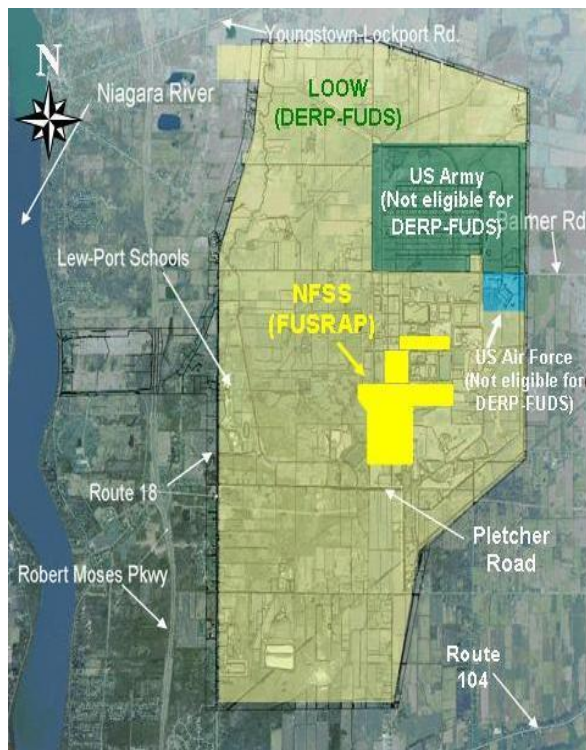 Youngstown-Lockport Rd.
N
Niagara River
LOOW
(DERP-FUDS)
US Army
(Not eligible for
DERP-FUDS)
Balmer Rd
Lew-Port Schools
NFSS
(FUSRAP)
US Air Force
(Not eligible for
DERP-FUDS)
Route 18
Pletcher
Road
Robert Moses Pkwy
Route
104